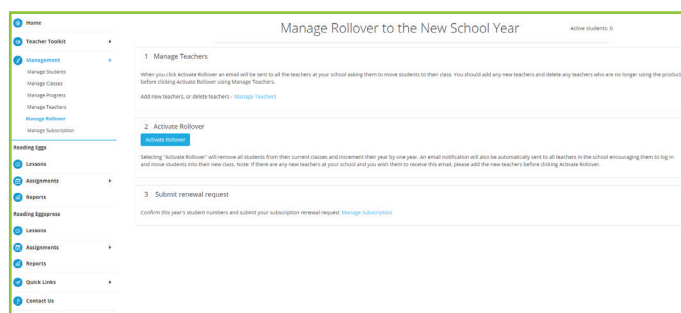 Home
Teacher Toolkit
Management
Manage Students
Manage Classes
Manage Progress
Manage Teachers
Manage Rollover
Manage Subscription
Reading Eggs
Lessons
Assignments
Reports
Reading Eggspress
Lessons
Assignments
Reports
Quick Links
Contact Us
Manage Rollover to the New School Year
Active students: 0
1 Manage Teachers
When you click Activate Rollover an email will be sent to all the teachers at your school asking them to move students to their class. You should add any new teachers and delete any teachers who are no longer using the product
before clicking Activate Rollover using Manage Teachers.
Add new teachers, or delete teachers - Manage Teachers
2 Activate Rollover
Activate Rollover
Selecting "Activate Rollover" will remove all students from their current classes and increment their year by one year. An email notification will also be automatically sent to all teachers in the school encouraging them to log in
and move students into their new class. Note: If there are any new teachers at your school and you wish them to receive this email, please add the new teachers before clicking Activate Rollover.
3 Submit renewal request
Confirm this year's student numbers and submit your subscription renewal request Manage Subscription